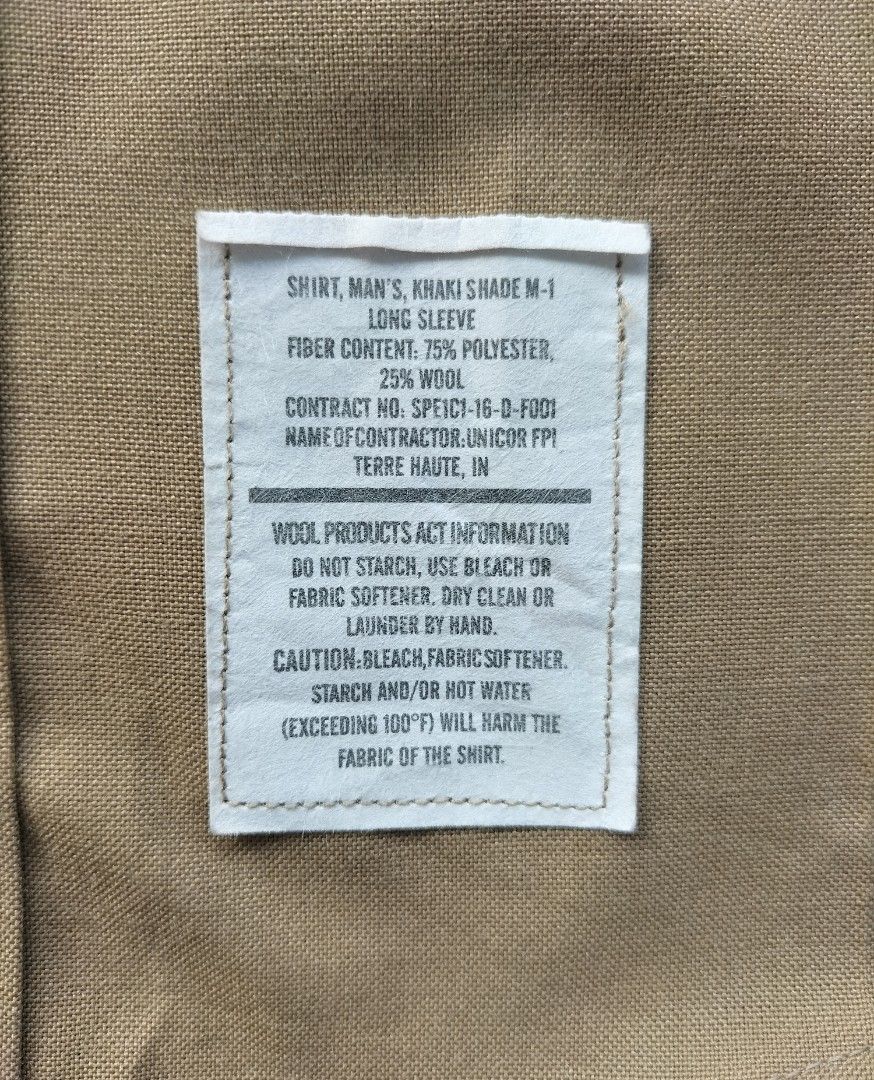 SHIRT, MAN'S, KHAKI SHADE M-1
LONG SLEEVE
FIBER CONTENT: 75% POLYESTER,
25% WOOL
CONTRACT NO: SPE1C1-16-D-F001
NAME OF CONTRACTOR: UNICOR FPI
TERRE HAUTE, IN
WOOL PRODUCTS ACT INFORMATION
DO NOT STARCH, USE BLEACH OR
FABRIC SOFTENER. DRY CLEAN OR
LAUNDER BY HAND.
CAUTION: BLEACH, FABRIC SOFTENER.
STARCH AND/OR HOT WATER
(EXCEEDING 100°F) WILL HARM THE
FABRIC OF THE SHIRT.